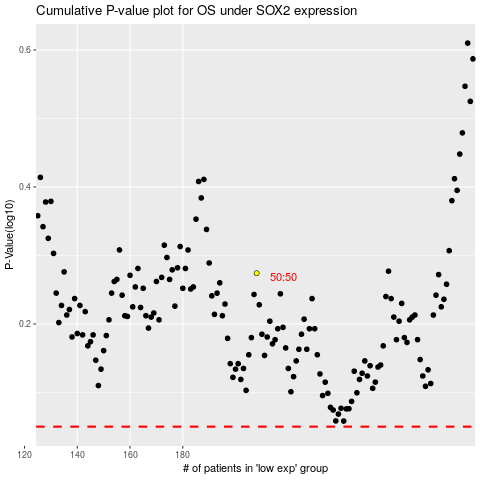 Cumulative P-value plot for OS under SOX2 expression
0.6
0.4
0.2
P-Value(log10)
50:50
120 140 160 180
# of patients in 'low exp' group